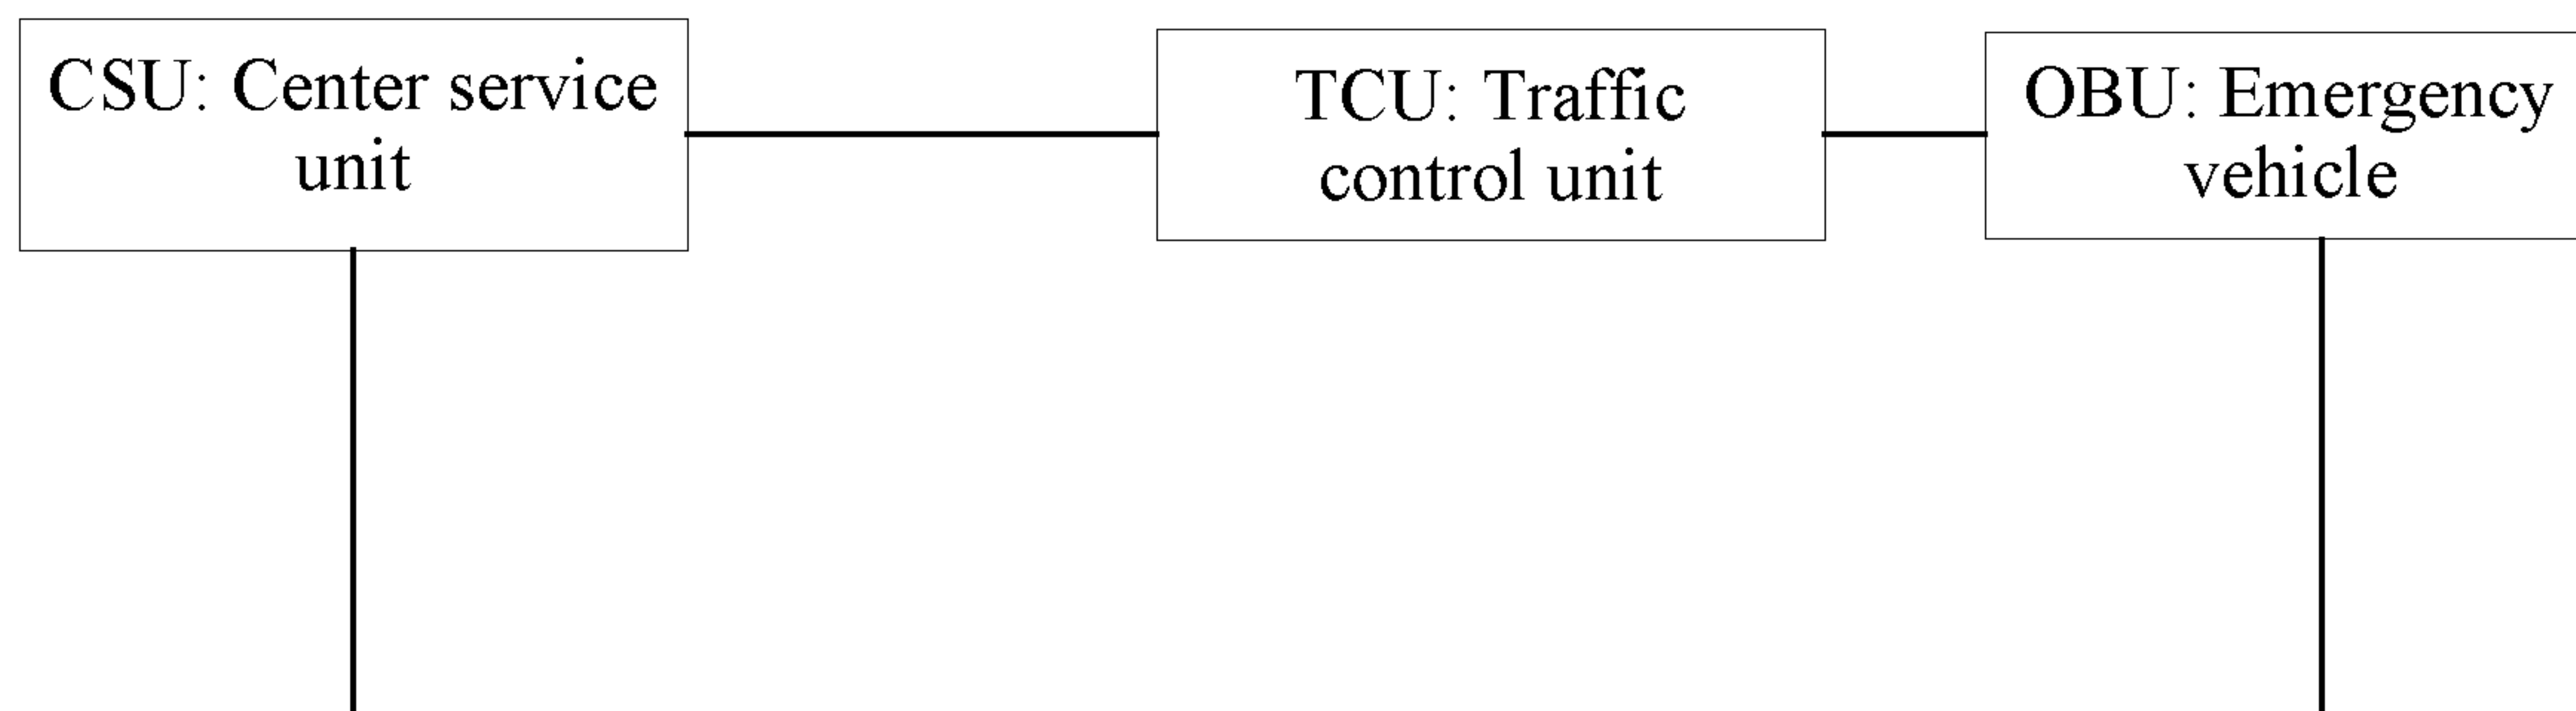 CSU: Center service
unit
TCU: Traffic
control unit
OBU: Emergency
vehicle